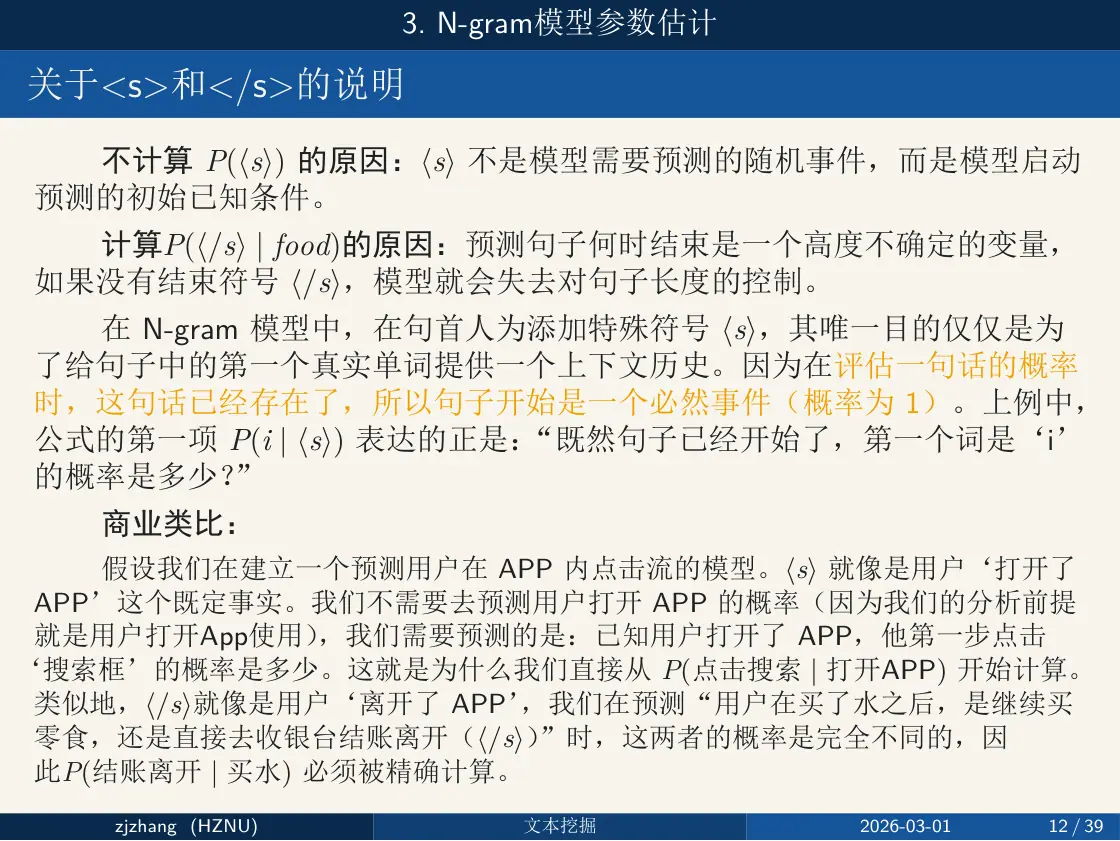 3. N-gram模型参数估计
关于<s>和</s>的说明
不计算 P(⟨s⟩) 的原因：⟨s⟩ 不是模型需要预测的随机事件，而是模型启动
预测的初始已知条件。
计算P(⟨/s⟩ | food)的原因：预测句子何时结束是一个高度不确定的变量，
如果没有结束符号 ⟨/s⟩，模型就会失去对句子长度的控制。
在 N-gram 模型中，在句首人为添加特殊符号 ⟨s⟩，其唯一目的仅仅是为
了给句子中的第一个真实单词提供一个上下文历史。因为在评估一句话的概率
时，这句话已经存在了，所以句子开始是一个必然事件（概率为 1）。上例中，
公式的第一项 P(i | ⟨s⟩) 表达的正是：“既然句子已经开始了，第一个词是‘i’
的概率是多少？”
商业类比：
假设我们在建立一个预测用户在 APP 内点击流的模型。⟨s⟩ 就像是用户‘打开了
APP’这个既定事实。我们不需要去预测用户打开 APP 的概率（因为我们的分析前提
就是用户打开App使用），我们需要预测的是：已知用户打开了 APP，他第一步点击
‘搜索框’的概率是多少。这就是为什么我们直接从 P(点击搜索 | 打开APP) 开始计算。
类似地，⟨/s⟩就像是用户‘离开了 APP’，我们在预测“用户在买了水之后，是继续买
零食，还是直接去收银台结账离开（⟨/s⟩）”时，这两者的概率是完全不同的，因
此P(结账离开 | 买水) 必须被精确计算。
zjzhang (HZNU)
文本挖掘
2026-03-01
12 / 39